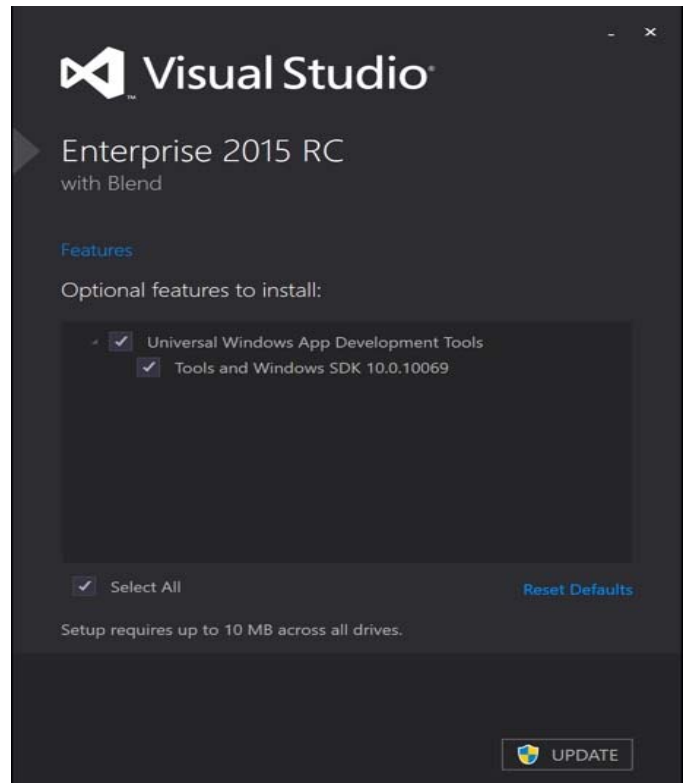 Visual Studio®
Enterprise 2015 RC
with Blend
Features
Optional features to install:
Universal Windows App Development Tools
Tools and Windows SDK 10.0.10069
Select All
Reset Defaults
Setup requires up to 10 MB across all drives.
UPDATE